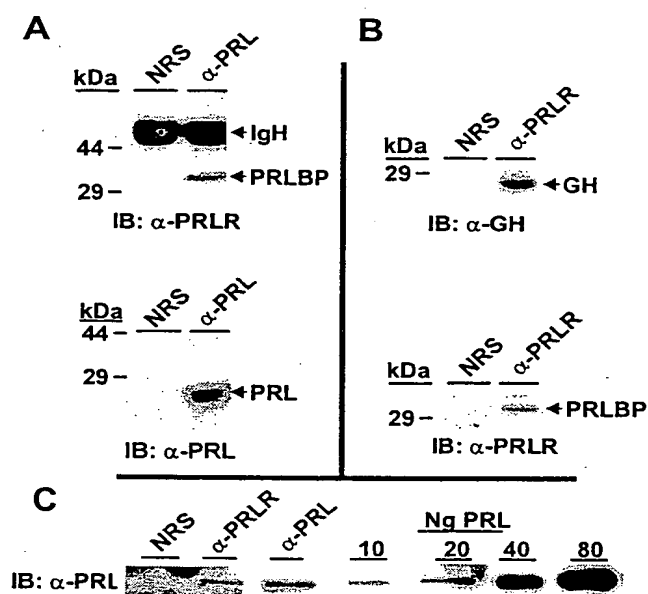 A
kDa NRS α-PRL
IgH
44
PRLBP
29
IB: α-PRLR
kDa NRS α-PRL
44
29
PRL
IB: α-PRL
B
kDa NRS α-PRLR
29
GH
IB: α-GH
kDa NRS α-PRLR
PRLBP
29
IB: α-PRLR
C
NRS α-PRLR α-PRL Ng PRL
10 20 40 80
IB: α-PRL